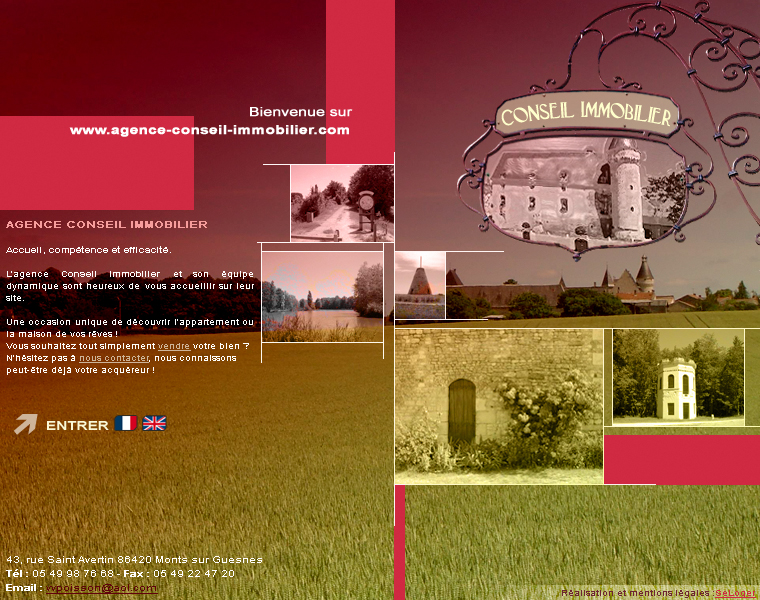 Bienvenue sur
www.agence-conseil-immobilier.com
CONSEIL IMMOBILIER
AGENCE CONSEIL IMMOBILIER
Accueil, compétence et efficacité.
L'agence Conseil Immobilier et son équipe
dynamique sont heureux de vous accueillir sur leur
site.
Une occasion unique de découvrir l'appartement ou
la maison de vos rêves !
Vous souhaitez tout simplement vendre votre bien ?
N'hésitez pas à nous contacter, nous connaissons
peut-être déjà votre acquéreur !
ENTRER
43, rue Saint Avertin 86420 Monts sur Guesnes
Tél : 05 49 98 76 68 - Fax : 05 49 22 47 20
Email : vvpoisson@aol.com
Réalisation et mentions légales :SeLoger